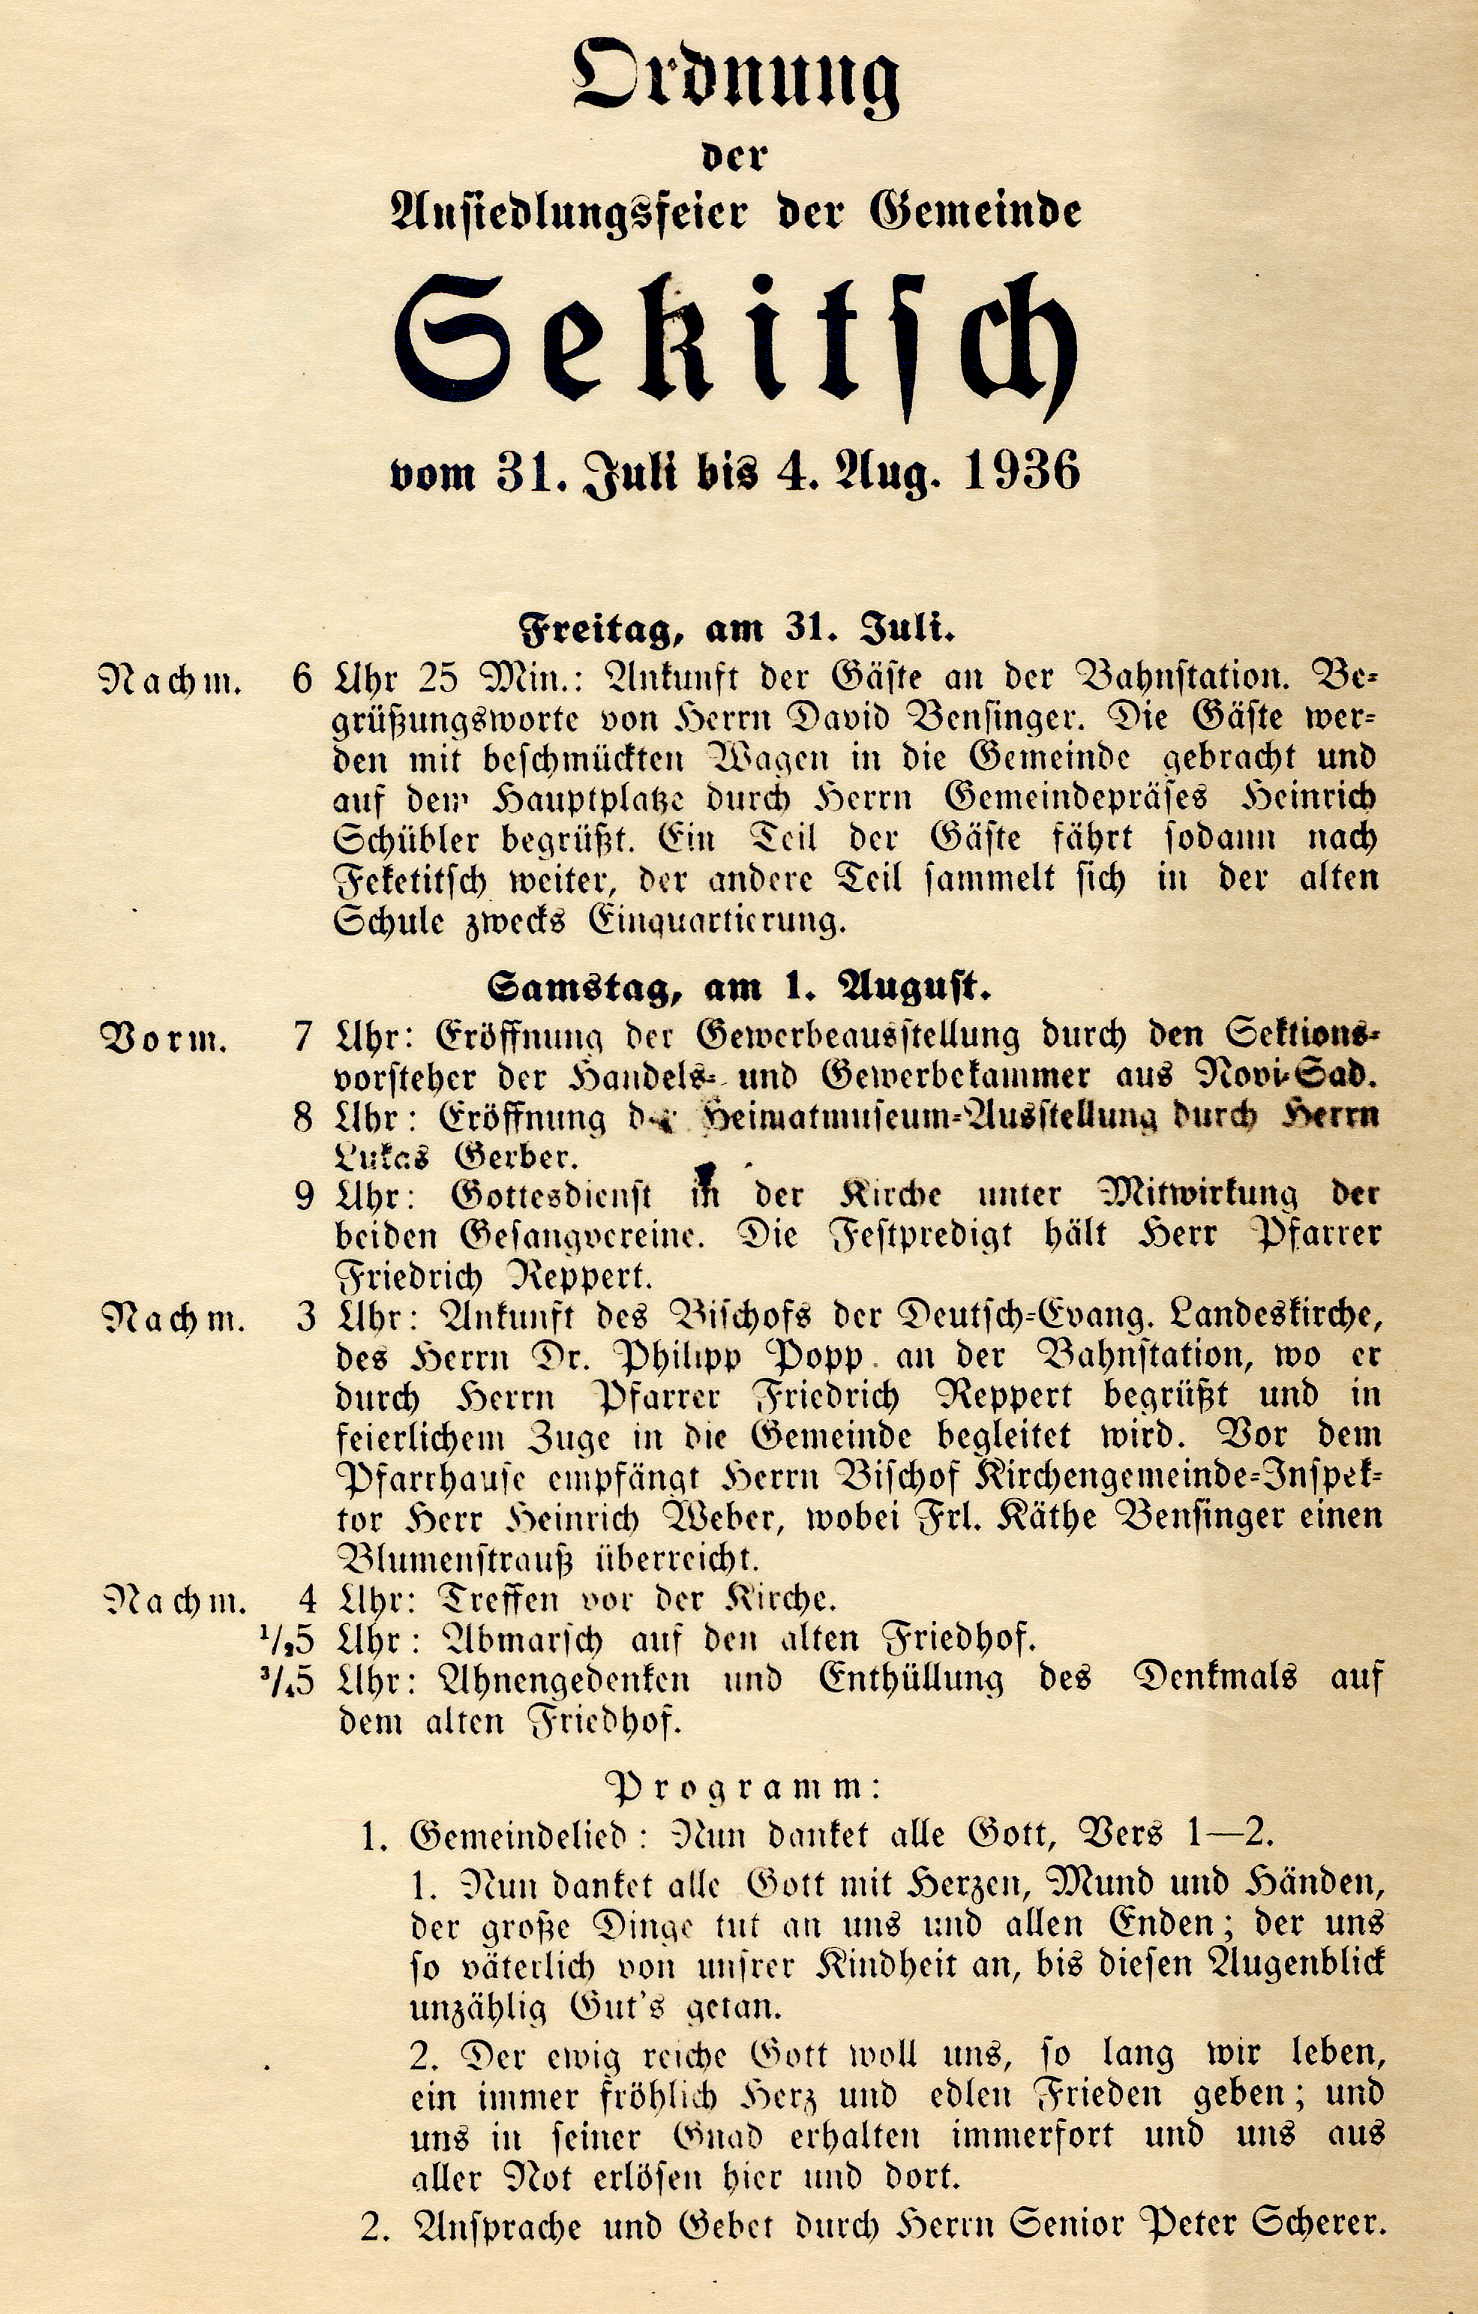 Ordnung
der
Ansiedlungsfeier der Gemeinde
Sekitsch
vom 31. Juli bis 4. Aug. 1936
Freitag, am 31. Juli.
Nachm. 6 Uhr 25 Min.: Ankunft der Gäste an der Bahnstation. Be-
grüßungsworte von Herrn David Bensinger. Die Gäste wer-
den mit beschmückten Wagen in die Gemeinde gebracht und
auf dem Hauptplatze durch Herrn Gemeindepräses Heinrich
Schübler begrüßt. Ein Teil der Gäste fährt sodann nach
Feketitsch weiter, der andere Teil sammelt sich in der alten
Schule zwecks Einquartierung.
Samstag, am 1. August.
Vorm. 7 Uhr: Eröffnung der Gewerbeausstellung durch den Sektions-
vorsteher der Handels- und Gewerbekammer aus Novi-Sad.
8 Uhr: Eröffnung der Heimatmuseum-Ausstellung durch Herrn
Lukas Gerber.
9 Uhr: Gottesdienst in der Kirche unter Mitwirkung der
beiden Gesangvereine. Die Festpredigt hält Herr Pfarrer
Friedrich Reppert.
Nachm. 3 Uhr: Ankunft des Bischofs der Deutsch-Evang. Landeskirche,
des Herrn Dr. Philipp Popp. an der Bahnstation, wo er
durch Herrn Pfarrer Friedrich Reppert begrüßt und in
feierlichem Zuge in die Gemeinde begleitet wird. Vor dem
Pfarrhause empfängt Herrn Bischof Kirchengemeinde-Inspek-
tor Herr Heinrich Weber, wobei Frl. Käthe Bensinger einen
Blumenstrauß überreicht.
Nachm. 4 Uhr: Treffen vor der Kirche.
1/25 Uhr: Abmarsch auf den alten Friedhof.
3/45 Uhr: Ahnengedenken und Enthüllung des Denkmals auf
dem alten Friedhof.
Programm:
1. Gemeindelied: Nun danket alle Gott, Vers 1—2.
1. Nun danket alle Gott mit Herzen, Mund und Händen,
der große Dinge tut an uns und allen Enden; der uns
so väterlich von unsrer Kindheit an, bis diesen Augenblick
unzählig Gut's getan.
2. Der ewig reiche Gott woll uns, so lang wir leben,
ein immer fröhlich Herz und edlen Frieden geben; und
uns in seiner Gnad erhalten immerfort und uns aus
aller Not erlösen hier und dort.
2. Ansprache und Gebet durch Herrn Senior Peter Scherer.